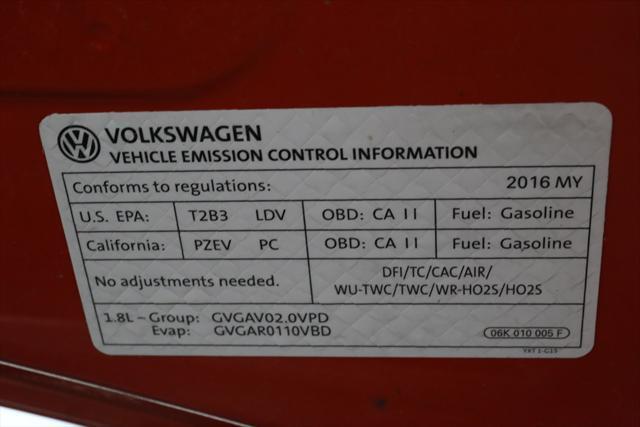 VOLKSWAGEN
VEHICLE EMISSION CONTROL INFORMATION
Conforms to regulations: 2016 MY
U.S. EPA: T2B3 LDV OBD: CA II Fuel: Gasoline
California: PZEV PC OBD: CA II Fuel: Gasoline
No adjustments needed.
DFI/TC/CAC/AIR/
WU-TWC/TWC/WR-HO2S/HO2S
1.8L – Group: GVGAV02.0VPD
Evap: GVGAR0110VBD
06K 010 005 F